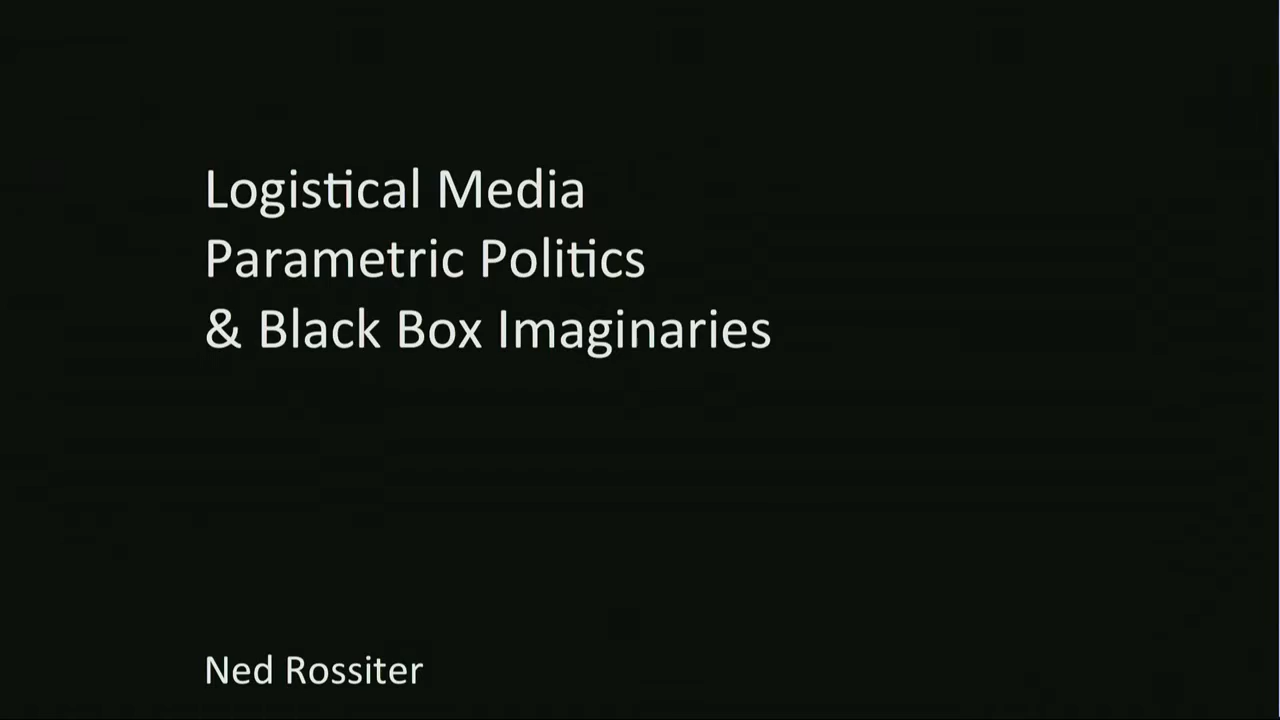 Logistical Media
Parametric Politics
& Black Box Imaginaries
Ned Rossiter